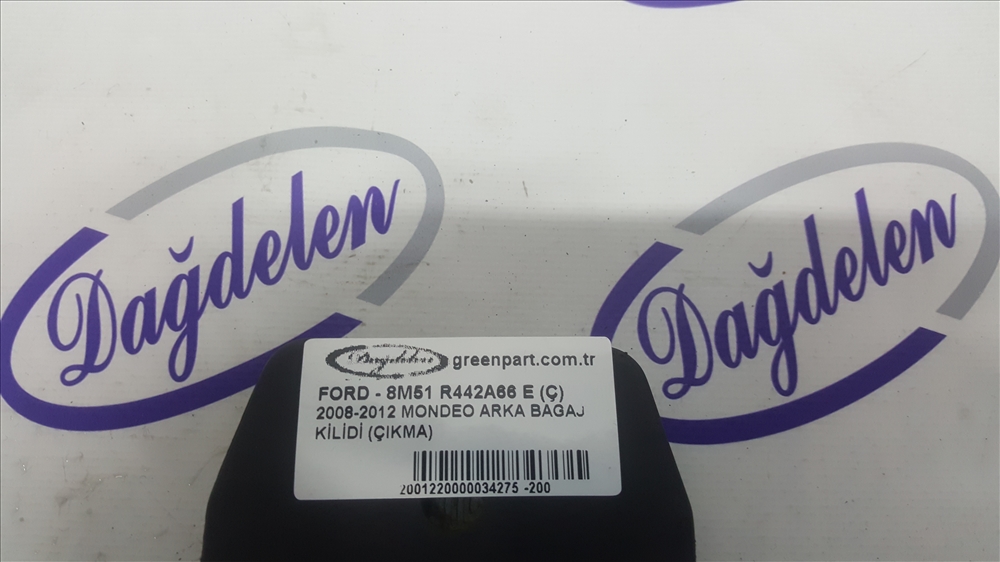 Dağdelen
Dağdelen
Dağdelen greenpart.com.tr
FORD - 8M51 R442A66 E (Ç)
2008-2012 MONDEO ARKA BAGAJ
KİLİDİ (ÇIKMA)
2001220000034275 -200